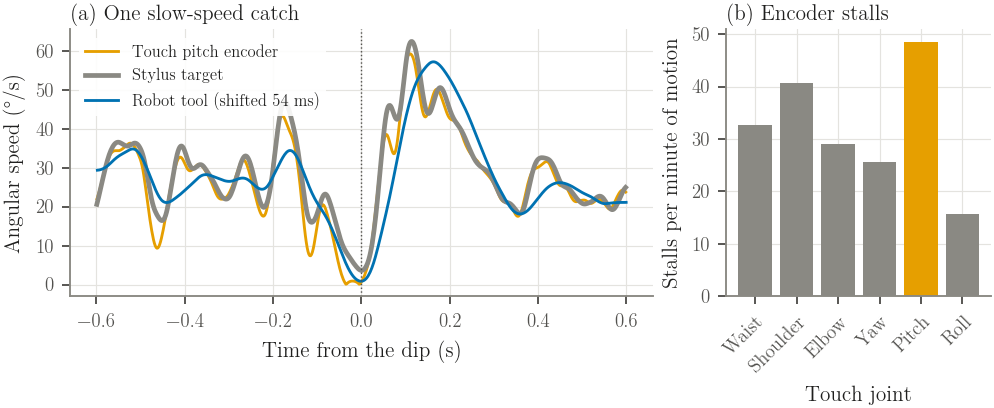 (a) One slow-speed catch
Touch pitch encoder
Stylus target
Robot tool (shifted 54 ms)
Angular speed (°/s)
60
50
40
30
20
10
0
−0.6
−0.4
−0.2
0.0
0.2
0.4
0.6
Time from the dip (s)
(b) Encoder stalls
Stalls per minute of motion
50
40
30
20
10
0
Waist
Shoulder
Elbow
Yaw
Pitch
Roll
Touch joint